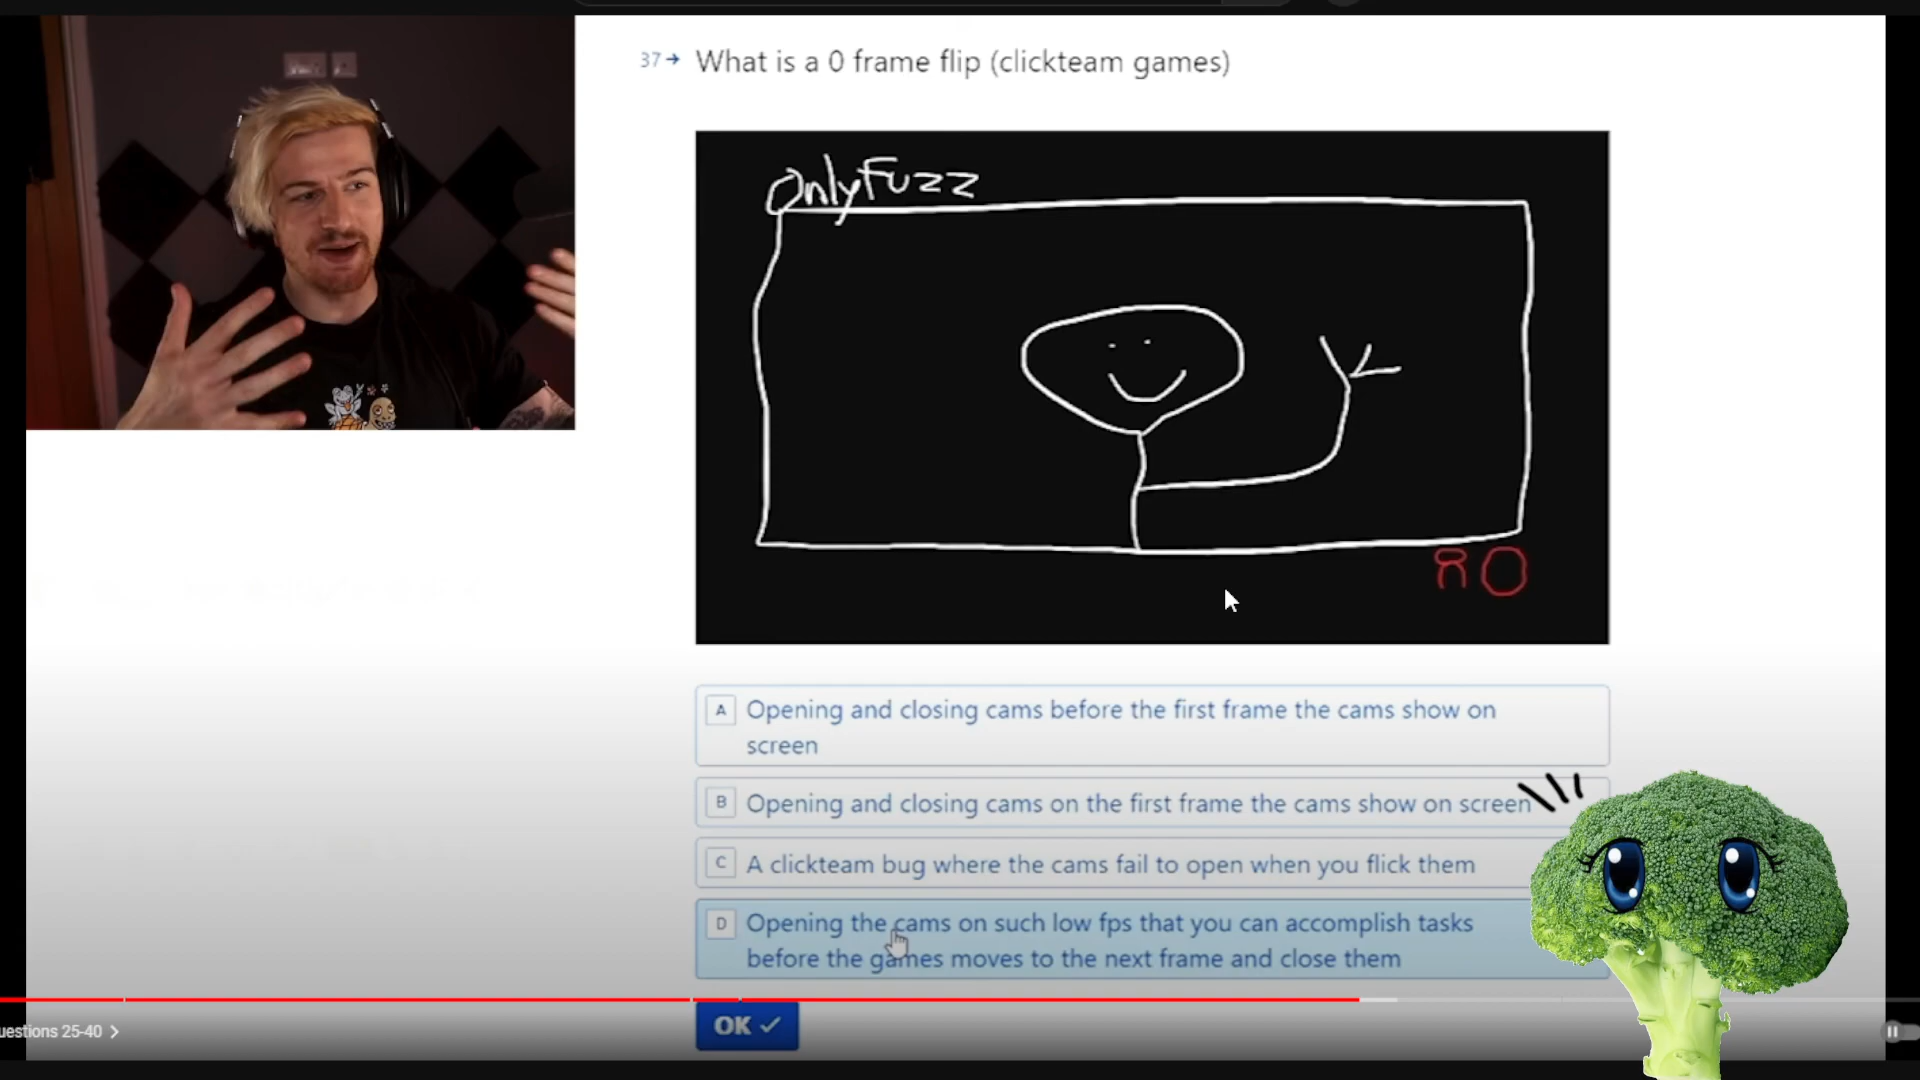 37→ What is a 0 frame flip (clickteam games)
OnlyFuzz
A Opening and closing cams before the first frame the cams show on
screen
B Opening and closing cams on the first frame the cams show on screen
C A clickteam bug where the cams fail to open when you flick them
D Opening the cams on such low fps that you can accomplish tasks
before the games moves to the next frame and close them
OK ✓
uestions 25-40 >